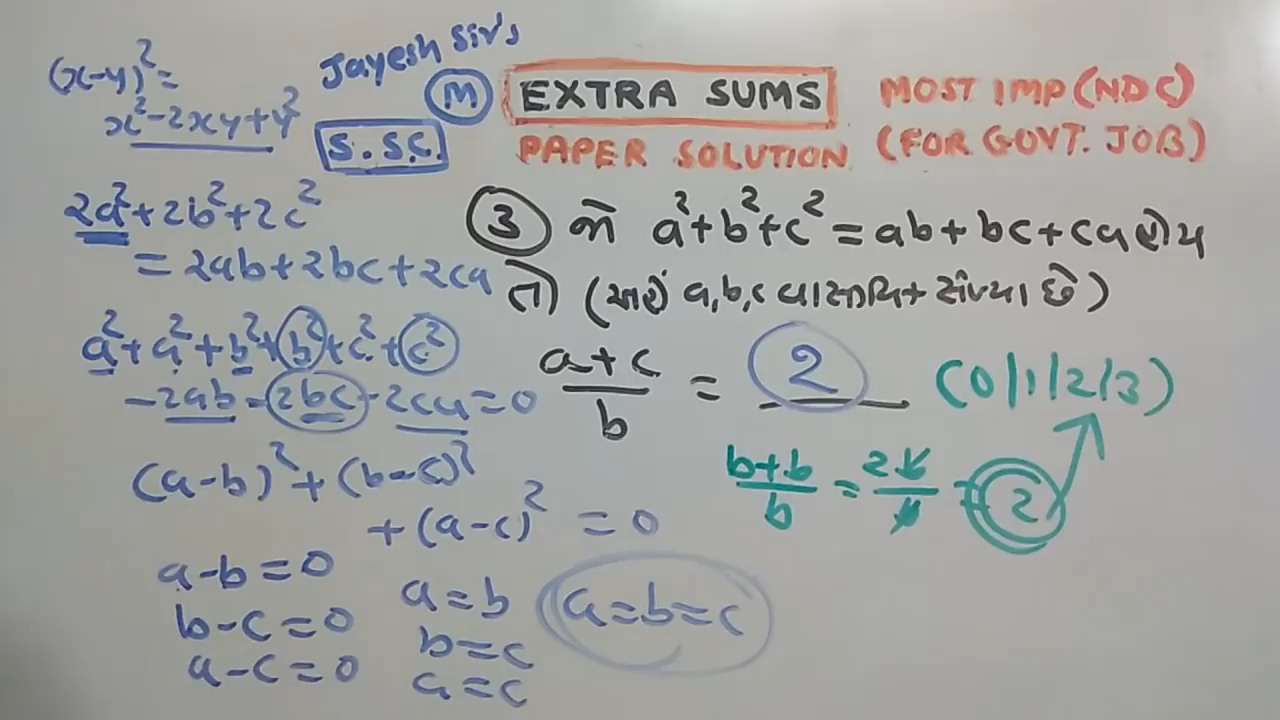 Jayesh Sir's
(x-y)² =
x²-2xy+y²
M
EXTRA SUMS
MOST IMP (NDC)
S.S.C.
PAPER SOLUTION
(FOR GOVT. JOB)
3 જો a²+b²+c² = ab+bc+ca હોય
તો (અહીં a,b,c વાસ્તવિક સંખ્યા છે)
a+c/b = 2 (0/1/2/3)
b+b/b = 2b/b = 2
2a²+2b²+2c²
= 2ab+2bc+2ca
a²+a²+b²+b²+c²+c²
-2ab-2bc-2ca=0
(a-b)²+(b-c)²
+(a-c)² = 0
a-b=0 a=b
b-c=0 b=c
a-c=0 a=c
a=b=c